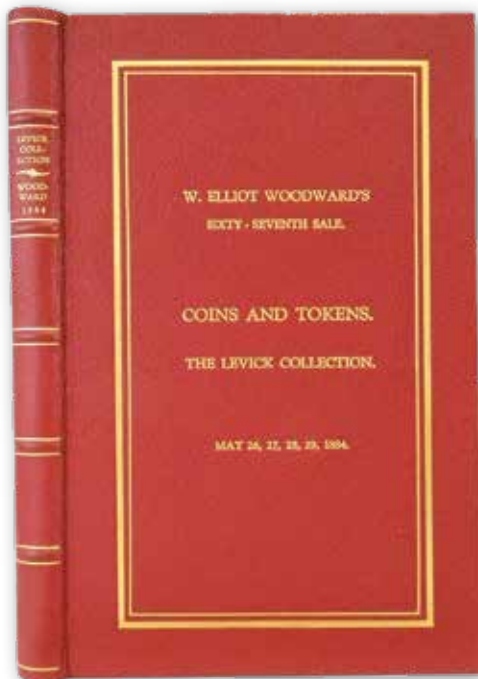 LEVICK
COLL-
ECTION
WOOD-
WARD
1884
W. ELLIOT WOODWARD'S
SIXTY-SEVENTH SALE.
COINS AND TOKENS.
THE LEVICK COLLECTION.
MAY 26, 27, 28, 29, 1884.